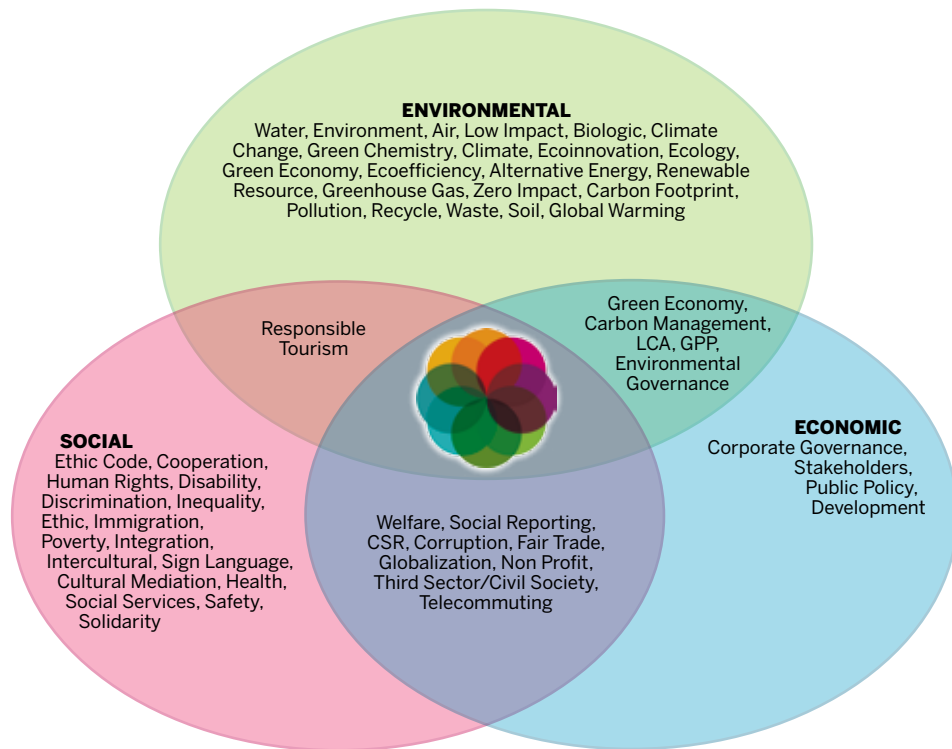 ENVIRONMENTAL
Water, Environment, Air, Low Impact, Biologic, Climate
Change, Green Chemistry, Climate, Ecoinnovation, Ecology,
Green Economy, Ecoefficiency, Alternative Energy, Renewable
Resource, Greenhouse Gas, Zero Impact, Carbon Footprint,
Pollution, Recycle, Waste, Soil, Global Warming
Responsible
Tourism
Green Economy,
Carbon Management,
LCA, GPP,
Environmental
Governance
SOCIAL
Ethic Code, Cooperation,
Human Rights, Disability,
Discrimination, Inequality,
Ethic, Immigration,
Poverty, Integration,
Intercultural, Sign Language,
Cultural Mediation, Health,
Social Services, Safety,
Solidarity
Welfare, Social Reporting,
CSR, Corruption, Fair Trade,
Globalization, Non Profit,
Third Sector/Civil Society,
Telecommuting
ECONOMIC
Corporate Governance,
Stakeholders,
Public Policy,
Development